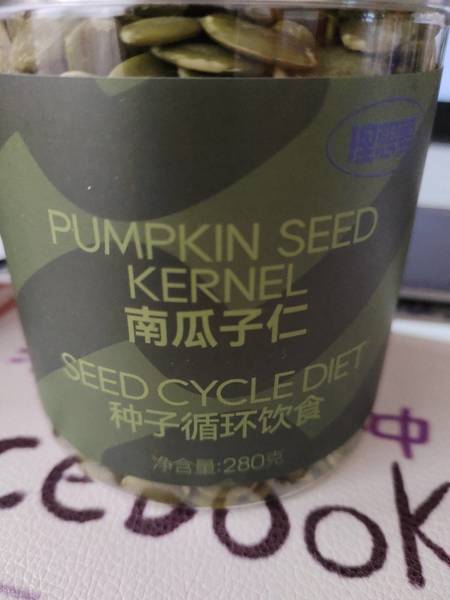 PUMPKIN SEED
KERNEL
南瓜子仁
SEED CYCLE DIET
种子循环饮食
净含量:280克
中
CEBOOK